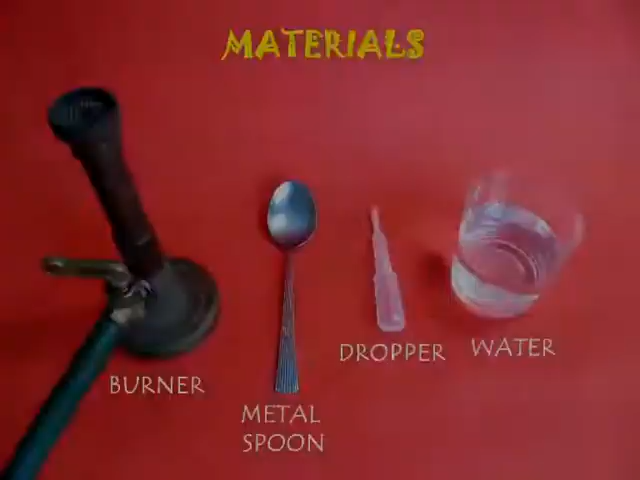 MATERIALS
DROPPER
WATER
BURNER
METAL
SPOON